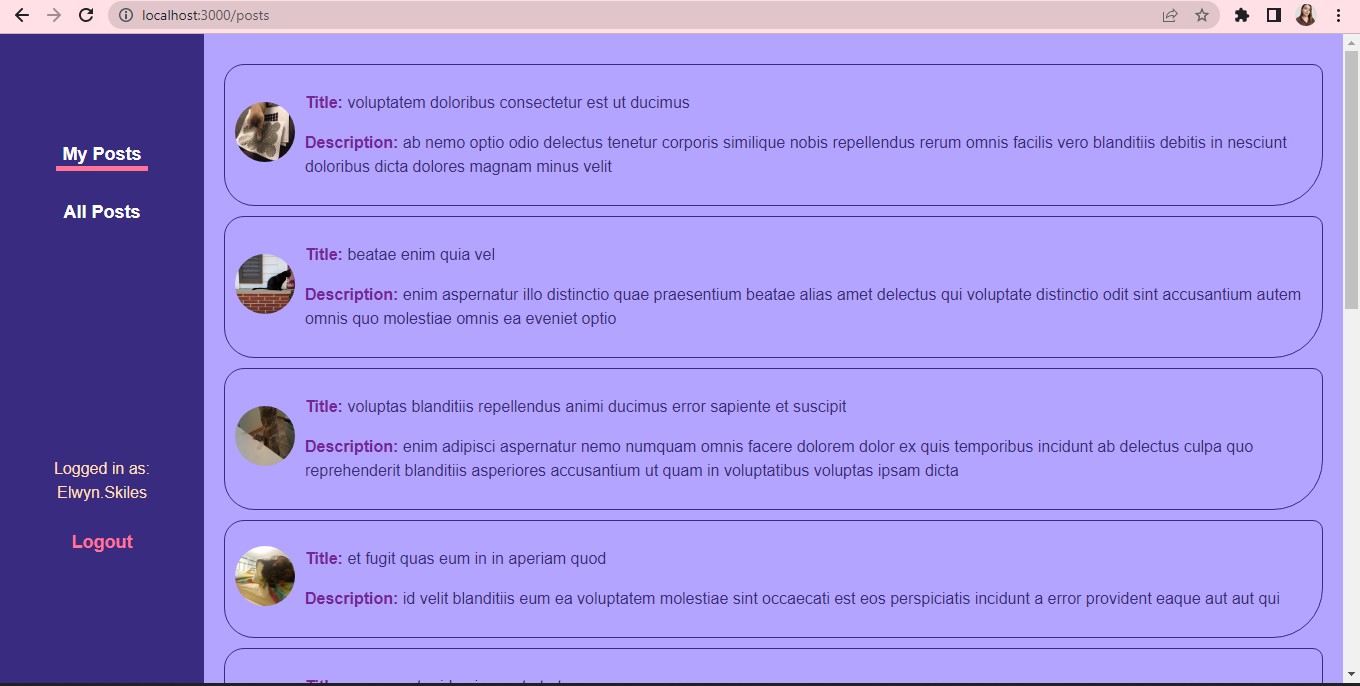 localhost:3000/posts
My Posts
All Posts
Logged in as:
Elwyn.Skiles
Logout
Title: voluptatem doloribus consectetur est ut ducimus
Description: ab nemo optio odio delectus tenetur corporis similique nobis repellendus rerum omnis facilis vero blanditiis debitis in nesciunt
doloribus dicta dolores magnam minus velit
Title: beatae enim quia vel
Description: enim aspernatur illo distinctio quae praesentium beatae alias amet delectus qui voluptate distinctio odit sint accusantium autem
omnis quo molestiae omnis ea eveniet optio
Title: voluptas blanditiis repellendus animi ducimus error sapiente et suscipit
Description: enim adipisci aspernatur nemo numquam omnis facere dolorem dolor ex quis temporibus incidunt ab delectus culpa quo
reprehenderit blanditiis asperiores accusantium ut quam in voluptatibus voluptas ipsam dicta
Title: et fugit quas eum in in aperiam quod
Description: id velit blanditiis eum ea voluptatem molestiae sint occaecati est eos perspiciatis incidunt a error provident eaque aut aut qui
Title: